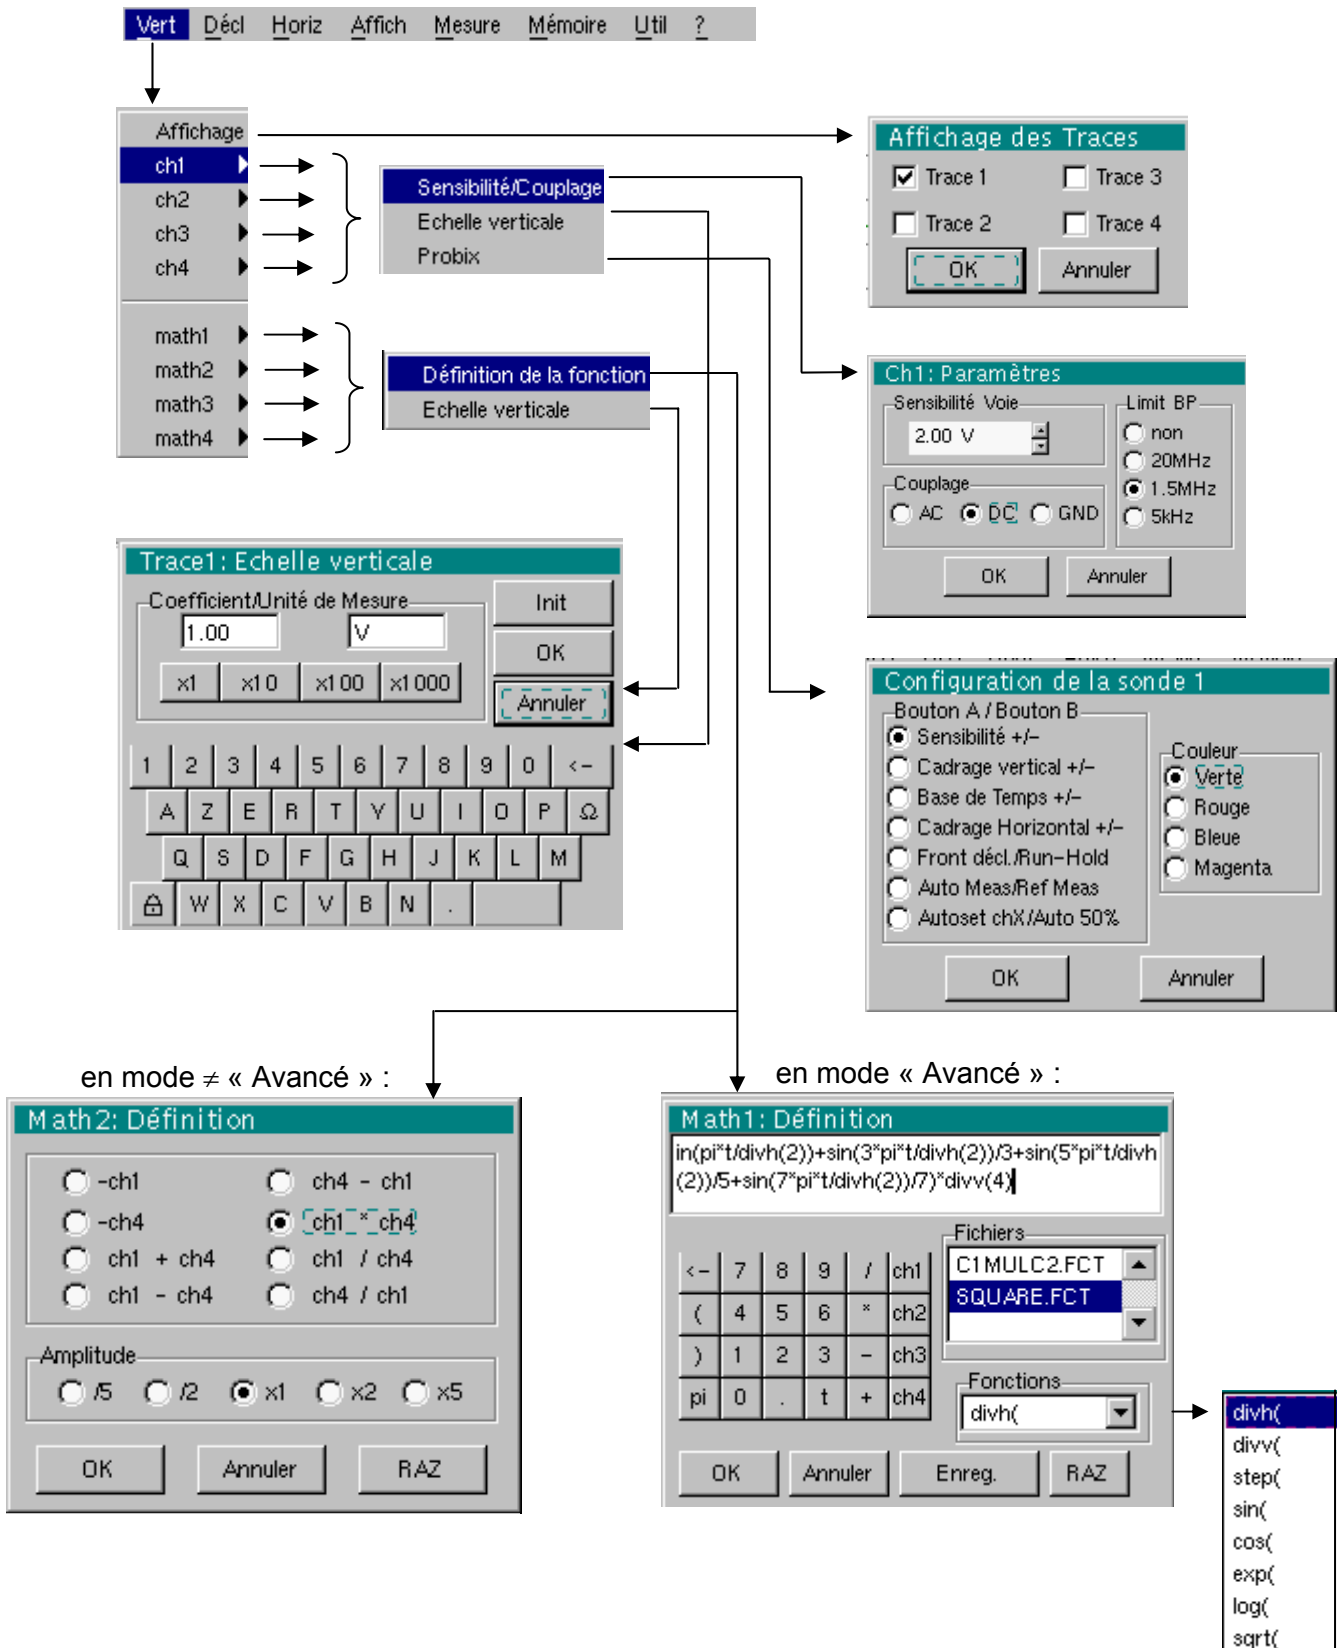 Vert Décl Horiz Affich Mesure Mémoire Util ?
Affichage
ch1
ch2
ch3
ch4
math1
math2
math3
math4
Sensibilité/Couplage
Echelle verticale
Probix
Définition de la fonction
Echelle verticale
Affichage des Traces
Trace 1 Trace 3
Trace 2 Trace 4
OK Annuler
Ch1: Paramètres
Sensibilité Voie Limit BP
2.00 V non
20MHz
Couplage 1.5MHz
AC DC GND 5kHz
OK Annuler
Trace1: Echelle verticale
Coefficient/Unité de Mesure Init
1.00 V
OK
x1 x10 x100 x1000 Annuler
1 2 3 4 5 6 7 8 9 0 <-
A Z E R T Y U I O P Ω
Q S D F G H J K L M
W X C V B N .
Configuration de la sonde 1
Bouton A / Bouton B
Sensibilité +/-
Cadrage vertical +/-
Base de Temps +/-
Cadrage Horizontal +/-
Front décl./Run-Hold
Auto Meas/Ref Meas
Autoset chX/Auto 50%
Couleur
Verte
Rouge
Bleue
Magenta
OK Annuler
en mode ≠ « Avancé » :
Math2: Définition
-ch1 ch4 - ch1
-ch4 ch1 * ch4
ch1 + ch4 ch1 / ch4
ch1 - ch4 ch4 / ch1
Amplitude
/5 /2 x1 x2 x5
OK Annuler RAZ
en mode « Avancé » :
Math1: Définition
in(pi*t/divh(2))+sin(3*pi*t/divh(2))/3+sin(5*pi*t/divh
(2))/5+sin(7*pi*t/divh(2))/7)*divv(4)
<- 7 8 9 / ch1
( 4 5 6 * ch2
) 1 2 3 - ch3
pi 0 . t + ch4
Fichiers
C1MULC2.FCT
SQUARE.FCT
Fonctions
divh(
OK Annuler Enreg. RAZ
divh(
divv(
step(
sin(
cos(
exp(
log(
sqrt(